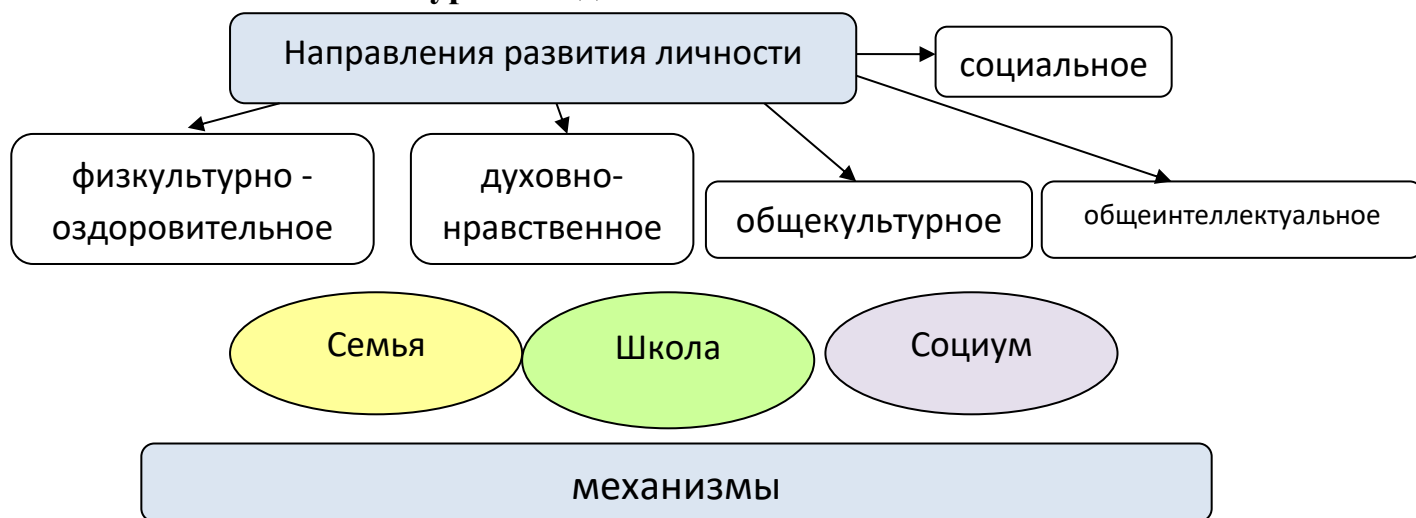 Направления развития личности
социальное
физкультурно -
оздоровительное
духовно-
нравственное
общекультурное
общеинтеллектуальное
Семья
Школа
Социум
механизмы